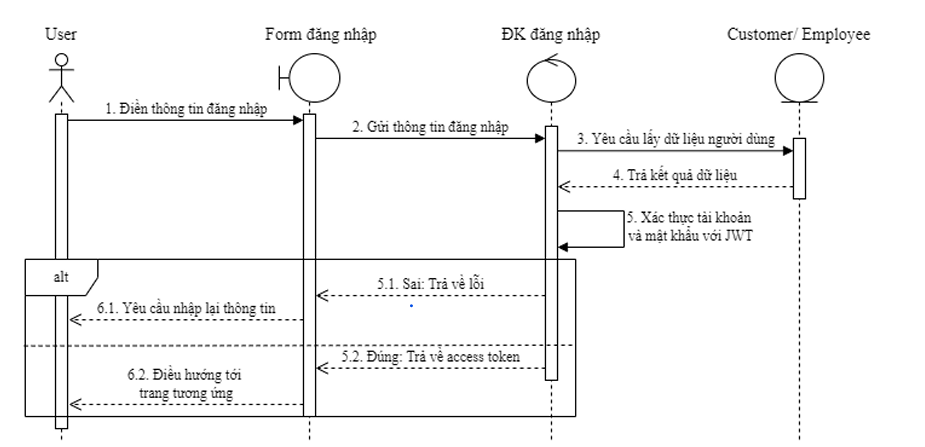 User
Form đăng nhập
ĐK đăng nhập
Customer/ Employee
1. Điền thông tin đăng nhập
2. Gửi thông tin đăng nhập
3. Yêu cầu lấy dữ liệu người dùng
4. Trả kết quả dữ liệu
5. Xác thực tài khoản
và mật khẩu với JWT
alt
5.1. Sai: Trả về lỗi
6.1. Yêu cầu nhập lại thông tin
5.2. Đúng: Trả về access token
6.2. Điều hướng tới
trang tương ứng